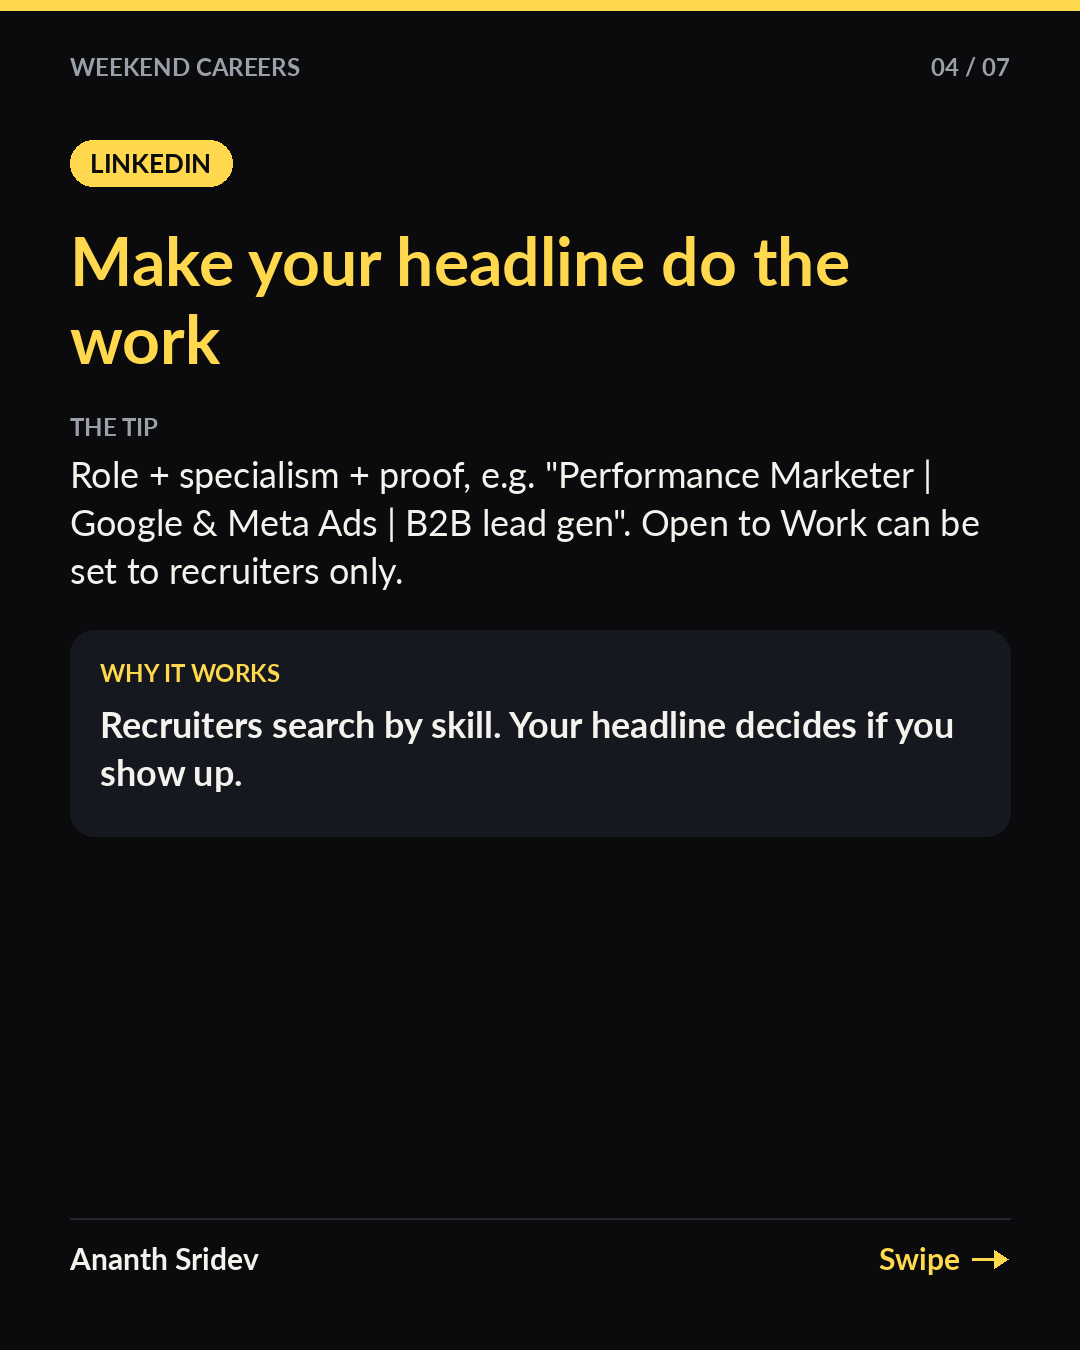 WEEKEND CAREERS
04 / 07
LINKEDIN
Make your headline do the
work
THE TIP
Role + specialism + proof, e.g. "Performance Marketer |
Google & Meta Ads | B2B lead gen". Open to Work can be
set to recruiters only.
WHY IT WORKS
Recruiters search by skill. Your headline decides if you
show up.
Ananth Sridev
Swipe →